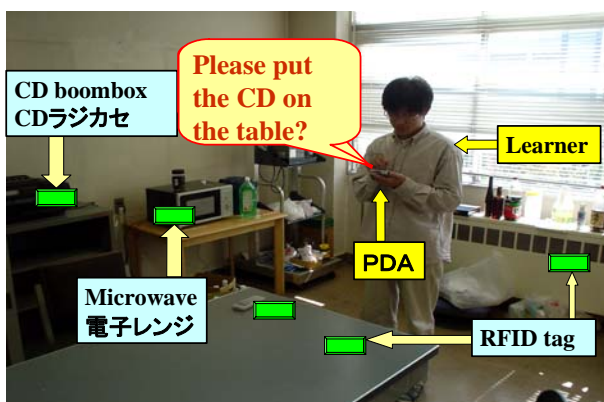 CD boombox
CDラジカセ
Please put
the CD on
the table?
Learner
PDA
Microwave
電子レンジ
RFID tag